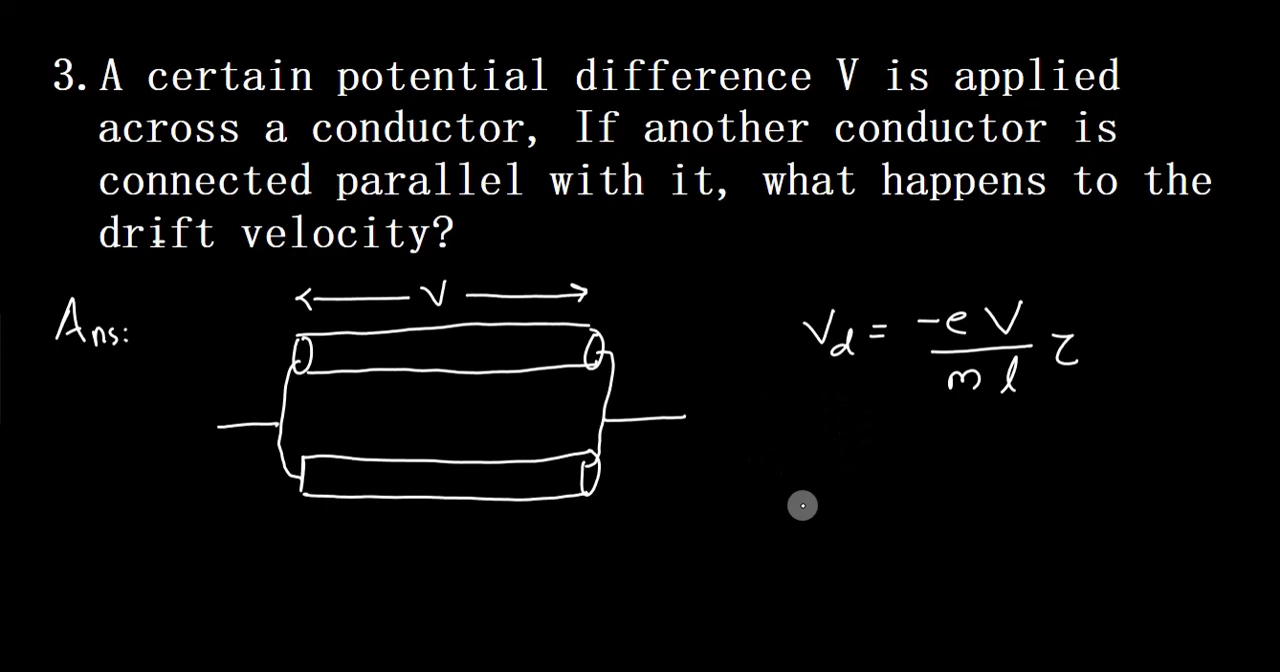 3. A certain potential difference V is applied
across a conductor, If another conductor is
connected parallel with it, what happens to the
drift velocity?
Ans:
V
Vd = -eV/ml τ